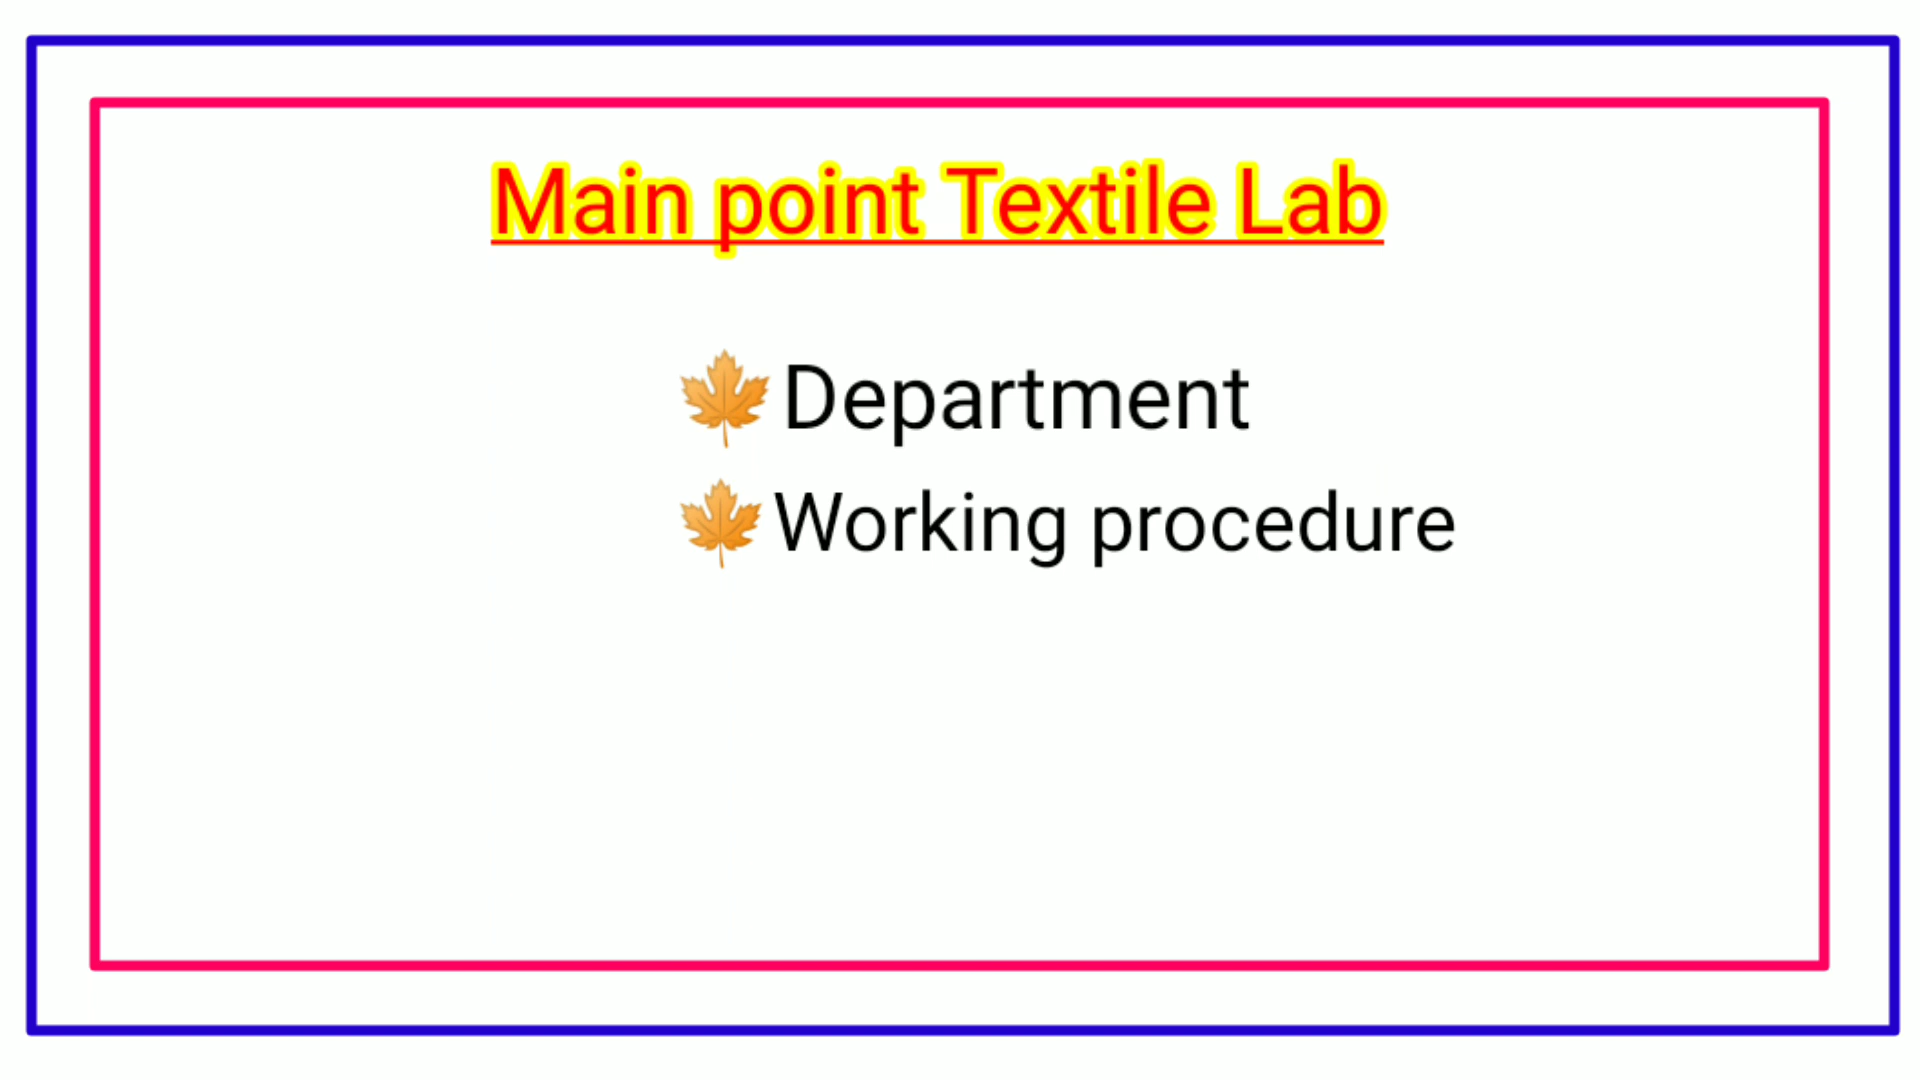 Main point Textile Lab
🍁Department
🍁Working procedure